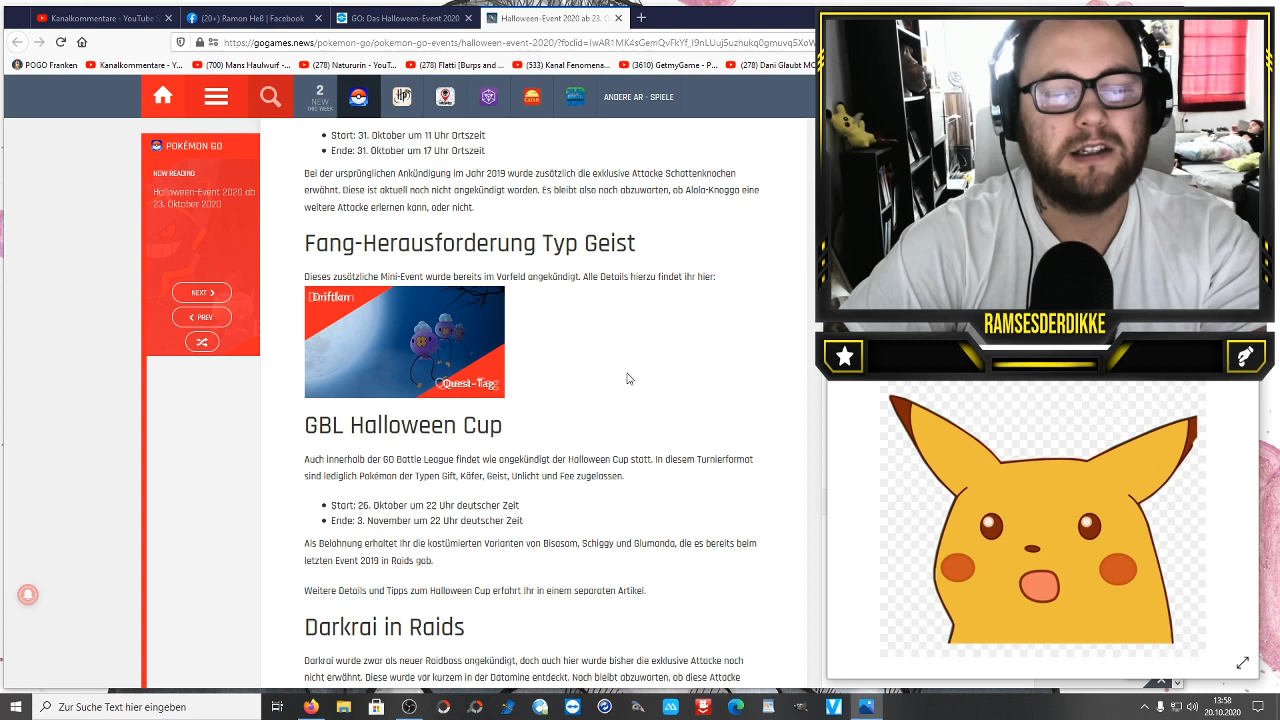 Kanalkommentare - YouTube S
(20+) Ramon Heß | Facebook
GO: Das Halloween-Event 2020
Halloween-Event 2020 ab 23. O
https://gogames.news/pokemon-go/pokemon-go-events/halloween-event-2020/?fbclid=IwAR1MK4sGemQvFkYf_I9nLUuj5uzhukq0gmuvq5XoW
POGO Franken
Kanalkommentare - Y...
(700) Mans Haulwurf -...
(278) Natururin - YouT...
(278) Flatti [Burps and ...
(533) Kanal Fenomena...
(3610) GetmyGame - P...
(278) Dani Glaubt MG
2
NEW
THIS WEEK
HP
CATAN
ANDERE AR - SPIELE
POKÉMON GO
NOW READING
Halloween-Event 2020 ab
23. Oktober 2020
NEXT
PREV
Start: 31. Oktober um 11 Uhr Ortszeit
Ende: 31. Oktober um 17 Uhr Ortszeit
Bei der ursprünglichen Ankündigung im Jahr 2019 wurde zusätzlich die exklusive Attacke Schattenknochen
erwähnt. Diese ist aktuell noch nicht angekündigt worden. Es bleibt also noch abzuwarten, ob Alola-Knogga eine
weitere Attacke erlernen kann, oder nicht.
Fang-Herausforderung Typ Geist
Dieses zusätzliche Mini-Event wurde bereits im Vorfeld angekündigt. Alle Details hierzu findet ihr hier:
Driftlon
Quest-Tag
GBL Halloween Cup
Auch innerhalb der GO Battle League findet wie angekündigt der Halloween Cup statt. In diesem Turnierformat
sind lediglich Pokémon der Typen Gift, Käfer, Geist, Unlicht und Fee zugelassen.
Start: 26. Oktober um 22 Uhr deutscher Zeit
Ende: 3. November um 22 Uhr deutscher Zeit
Als Belohnung erhaltet Ihr die kostümierten Varianten von Bisasam, Schiggy und Glumanda, die es bereits beim
letzten Event 2019 in Raids gab.
Weitere Details und Tipps zum Halloween Cup erfahrt Ihr in einem separaten Artikel.
Darkrai in Raids
Darkrai wurde zwar als neuer Raidboss angekündigt, doch auch hier wurde bisher die exklusive Attacke noch
nicht erwähnt. Diese wurde vor kurzem in der Datamine entdeckt. Noch bleibt abzuwarten, ob diese Attacke
RAMSESDERDIKKE
Zur Suche Text hier eingeben
13:58
20.10.2020